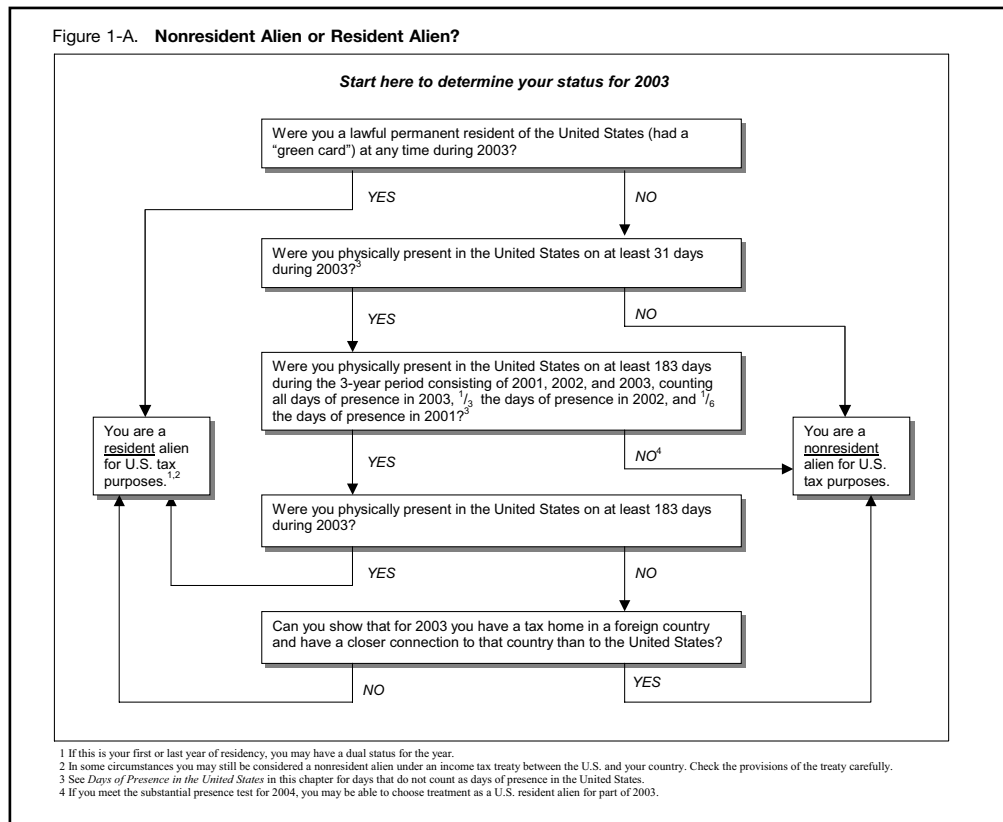 Figure 1-A. Nonresident Alien or Resident Alien?
Start here to determine your status for 2003
Were you a lawful permanent resident of the United States (had a
“green card”) at any time during 2003?
YES
NO
Were you physically present in the United States on at least 31 days
during 2003?³
YES
NO
Were you physically present in the United States on at least 183 days
during the 3-year period consisting of 2001, 2002, and 2003, counting
all days of presence in 2003, 1/3 the days of presence in 2002, and 1/6
the days of presence in 2001?³
You are a
resident alien
for U.S. tax
purposes.¹,²
YES
NO⁴
You are a
nonresident
alien for U.S.
tax purposes.
Were you physically present in the United States on at least 183 days
during 2003?
YES
NO
Can you show that for 2003 you have a tax home in a foreign country
and have a closer connection to that country than to the United States?
NO
YES
1 If this is your first or last year of residency, you may have a dual status for the year.
2 In some circumstances you may still be considered a nonresident alien under an income tax treaty between the U.S. and your country. Check the provisions of the treaty carefully.
3 See Days of Presence in the United States in this chapter for days that do not count as days of presence in the United States.
4 If you meet the substantial presence test for 2004, you may be able to choose treatment as a U.S. resident alien for part of 2003.